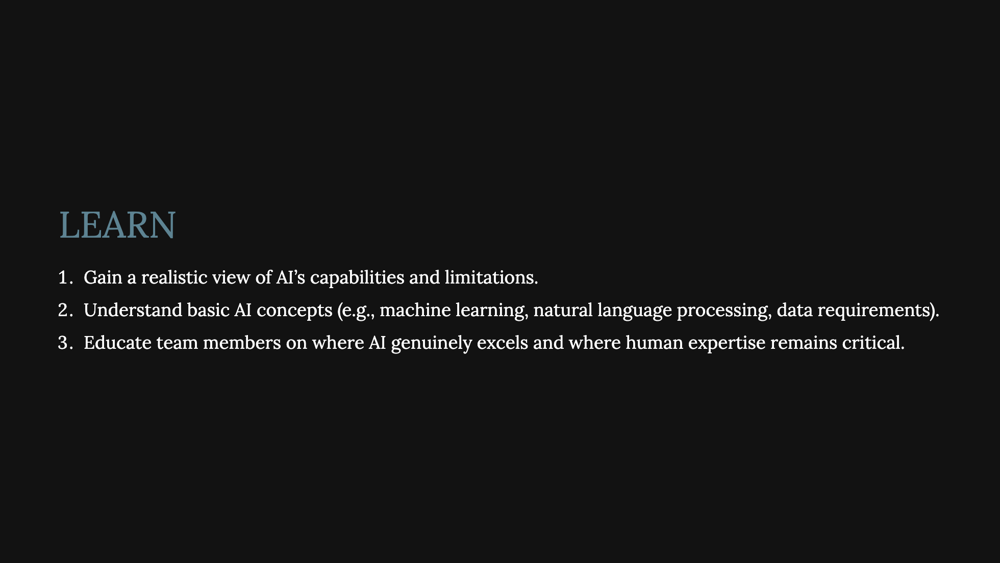 LEARN
1. Gain a realistic view of AI’s capabilities and limitations.
2. Understand basic AI concepts (e.g., machine learning, natural language processing, data requirements).
3. Educate team members on where AI genuinely excels and where human expertise remains critical.